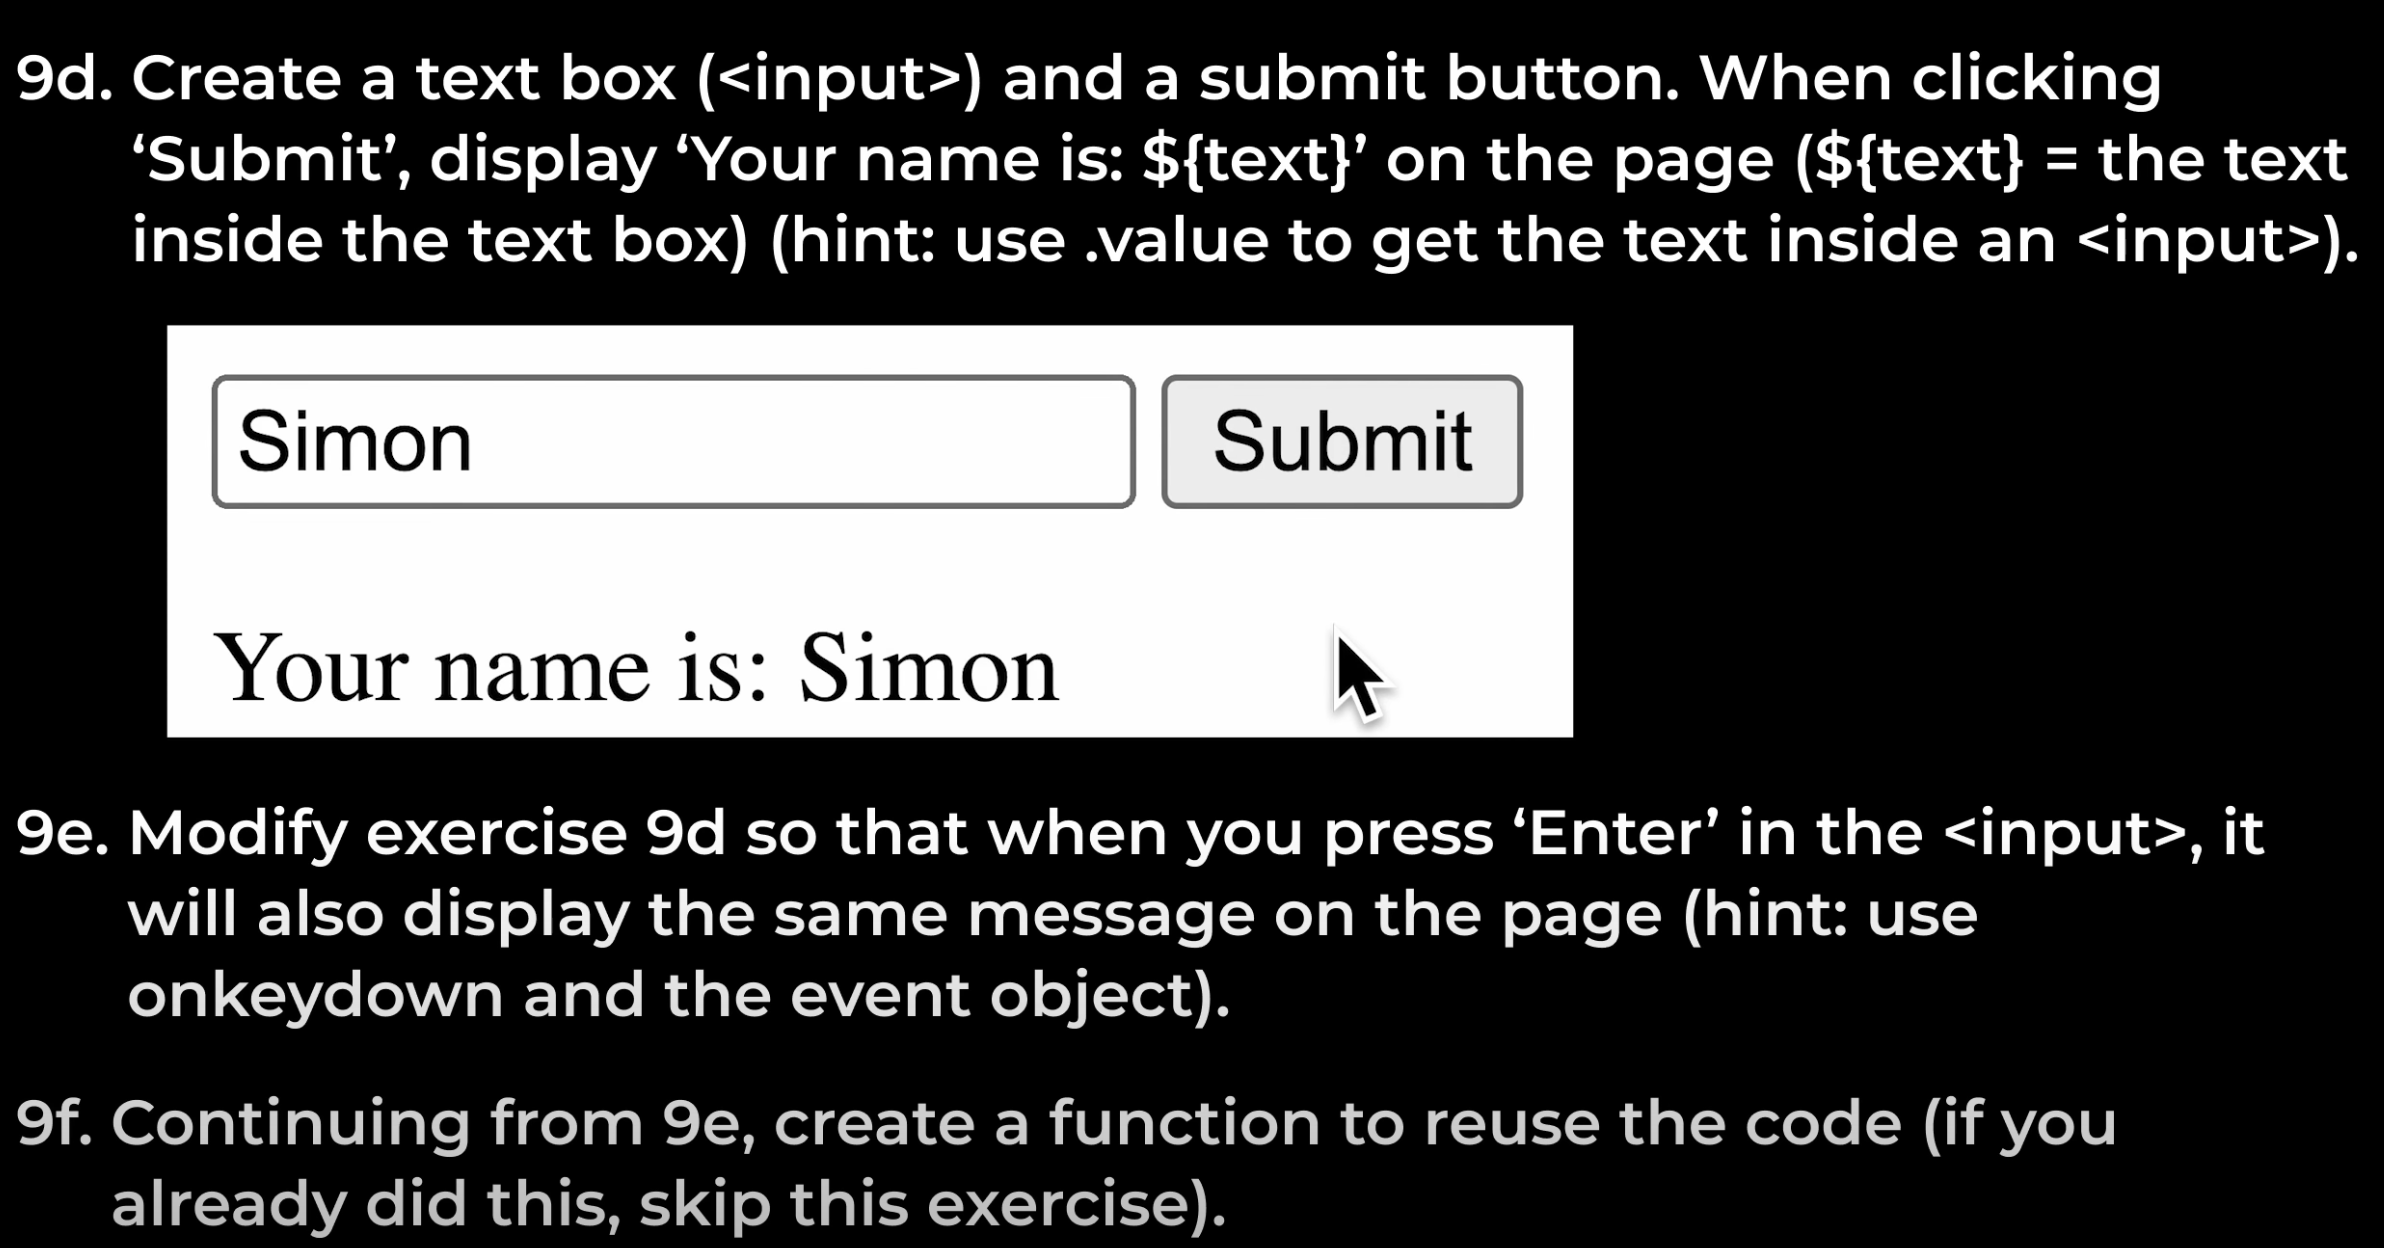 9d. Create a text box (<input>) and a submit button. When clicking
‘Submit’, display ‘Your name is: ${text}’ on the page (${text} = the text
inside the text box) (hint: use .value to get the text inside an <input>).
Simon Submit
Your name is: Simon
9e. Modify exercise 9d so that when you press ‘Enter’ in the <input>, it
will also display the same message on the page (hint: use
onkeydown and the event object).
9f. Continuing from 9e, create a function to reuse the code (if you
already did this, skip this exercise).